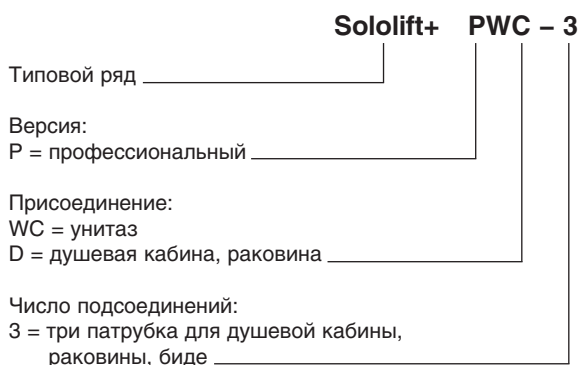 Sololift+ PWC – 3
Типовой ряд
Версия:
P = профессиональный
Присоединение:
WC = унитаз
D = душевая кабина, раковина
Число подсоединений:
3 = три патрубка для душевой кабины,
раковины, биде